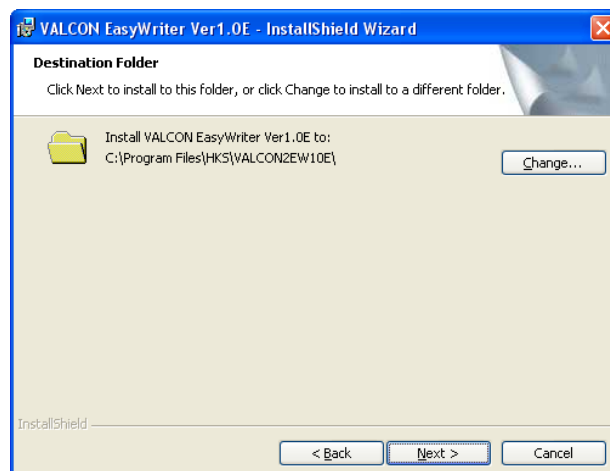 VALCON EasyWriter Ver1.0E - InstallShield Wizard
Destination Folder
Click Next to install to this folder, or click Change to install to a different folder.
Install VALCON EasyWriter Ver1.0E to:
C:\Program Files\HKS\VALCON2EW10E\
Change...
InstallShield
< Back
Next >
Cancel